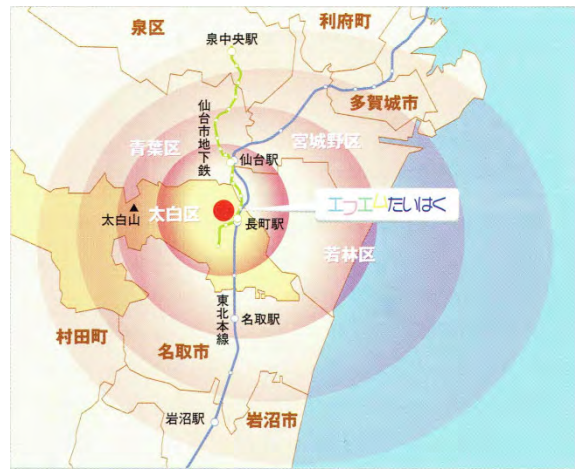 泉区
利府町
泉中央駅
多賀城市
仙台市地下鉄
宮城野区
青葉区
仙台駅
エフエムたいはく
太白区
太白山
長町駅
若林区
東北本線
名取駅
村田町
名取市
岩沼駅
岩沼市